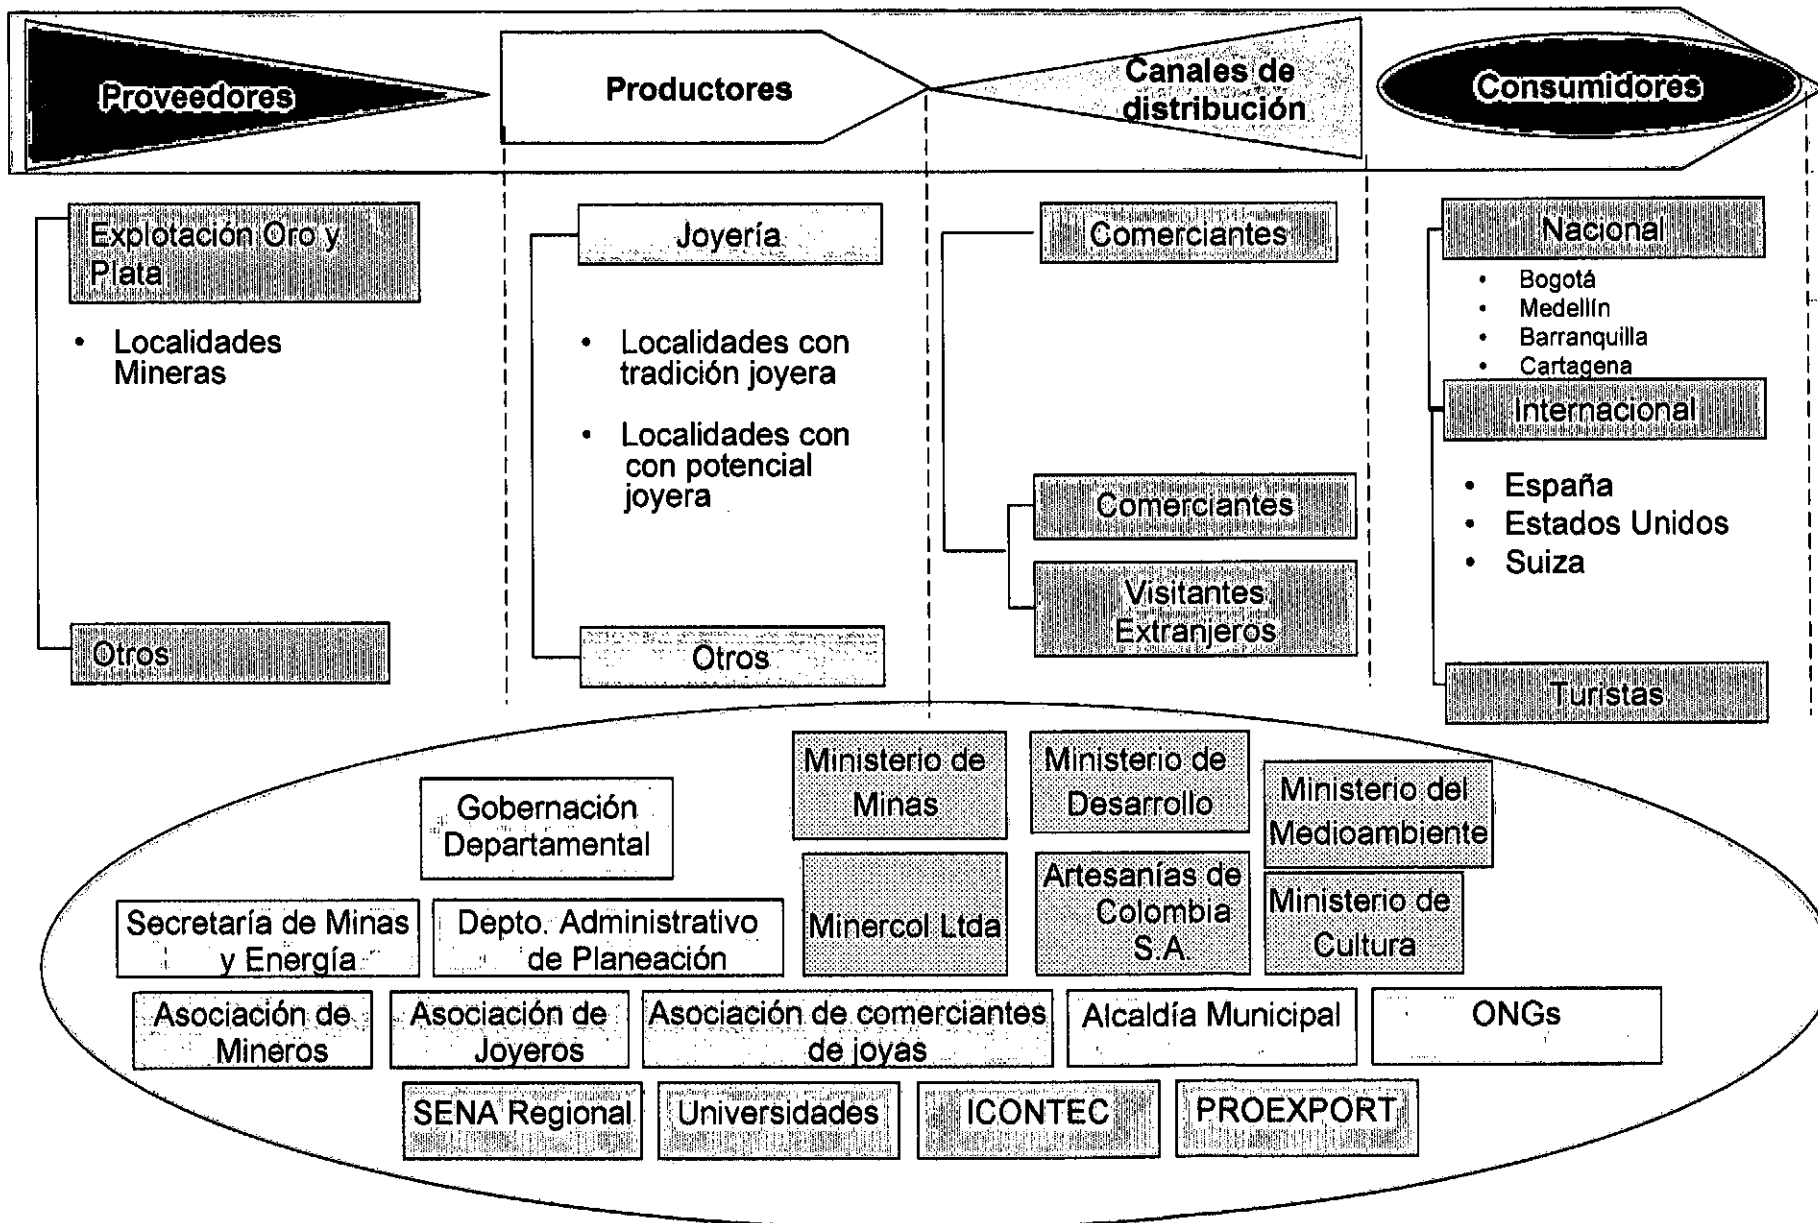 Proveedores
Productores
Canales de
distribución
Consumidores
Explotación Oro y
Plata
• Localidades
Mineras
Otros
Joyería
• Localidades con
tradición joyera
• Localidades con
con potencial
joyera
Otros
Comerciantes
Comerciantes
Visitantes
Extranjeros
Nacional
• Bogotá
• Medellín
• Barranquilla
• Cartagena
Internacional
• España
• Estados Unidos
• Suiza
Turistas
Gobernación
Departamental
Ministerio de
Minas
Ministerio de
Desarrollo
Ministerio del
Medioambiente
Secretaría de Minas
y Energía
Depto. Administrativo
de Planeación
Minercol Ltda
Artesanías de
Colombia
S.A.
Ministerio de
Cultura
Asociación de
Mineros
Asociación de
Joyeros
Asociación de comerciantes
de joyas
Alcaldía Municipal
ONGs
SENA Regional
Universidades
ICONTEC
PROEXPORT